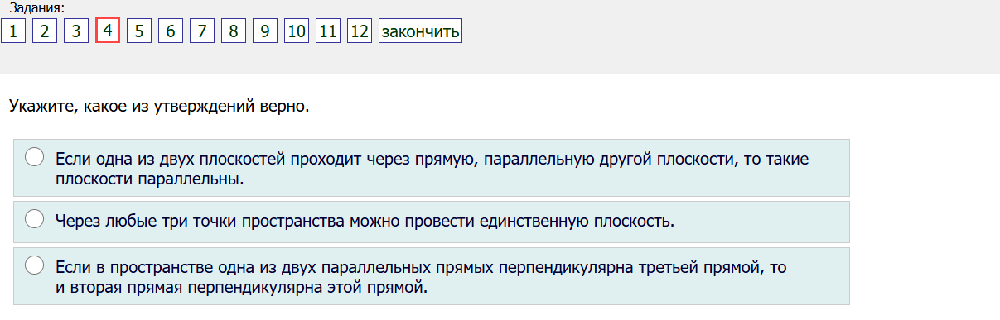 Задания:
1 2 3 4 5 6 7 8 9 10 11 12 закончить
Укажите, какое из утверждений верно.
Если одна из двух плоскостей проходит через прямую, параллельную другой плоскости, то такие
плоскости параллельны.
Через любые три точки пространства можно провести единственную плоскость.
Если в пространстве одна из двух параллельных прямых перпендикулярна третьей прямой, то
и вторая прямая перпендикулярна этой прямой.